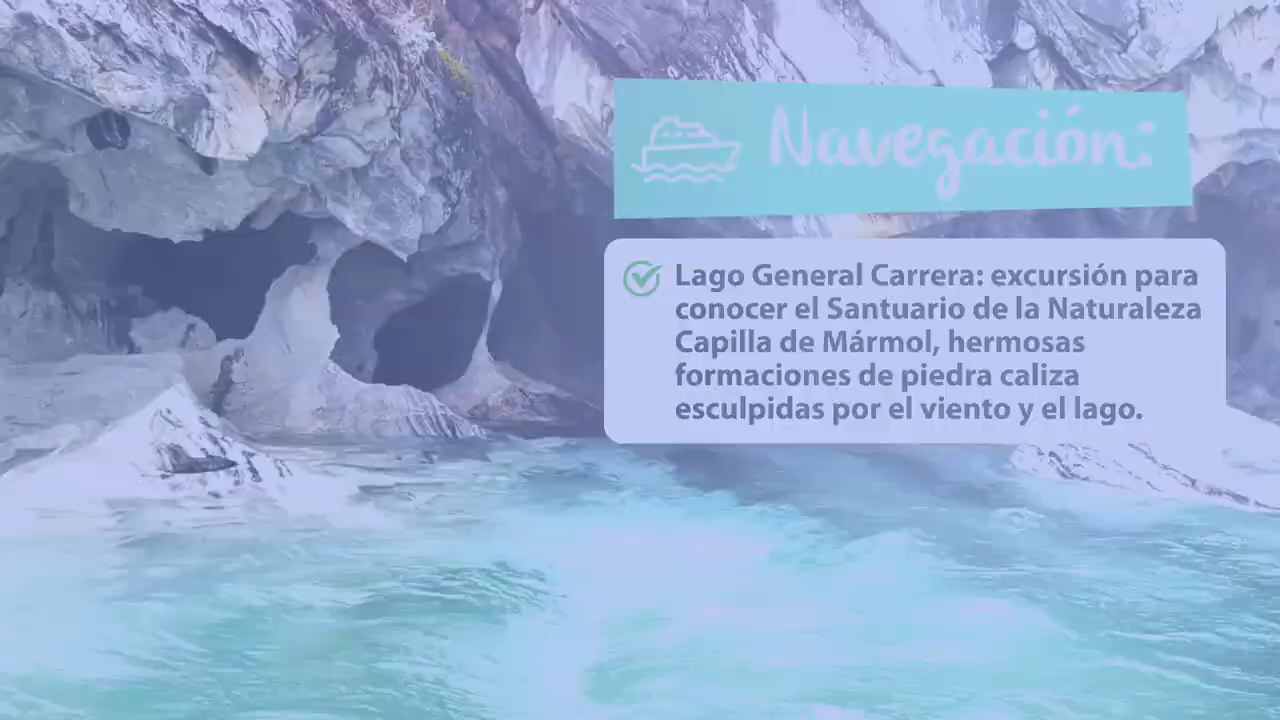 Navegación:
Lago General Carrera: excursión para
conocer el Santuario de la Naturaleza
Capilla de Mármol, hermosas
formaciones de piedra caliza
esculpidas por el viento y el lago.